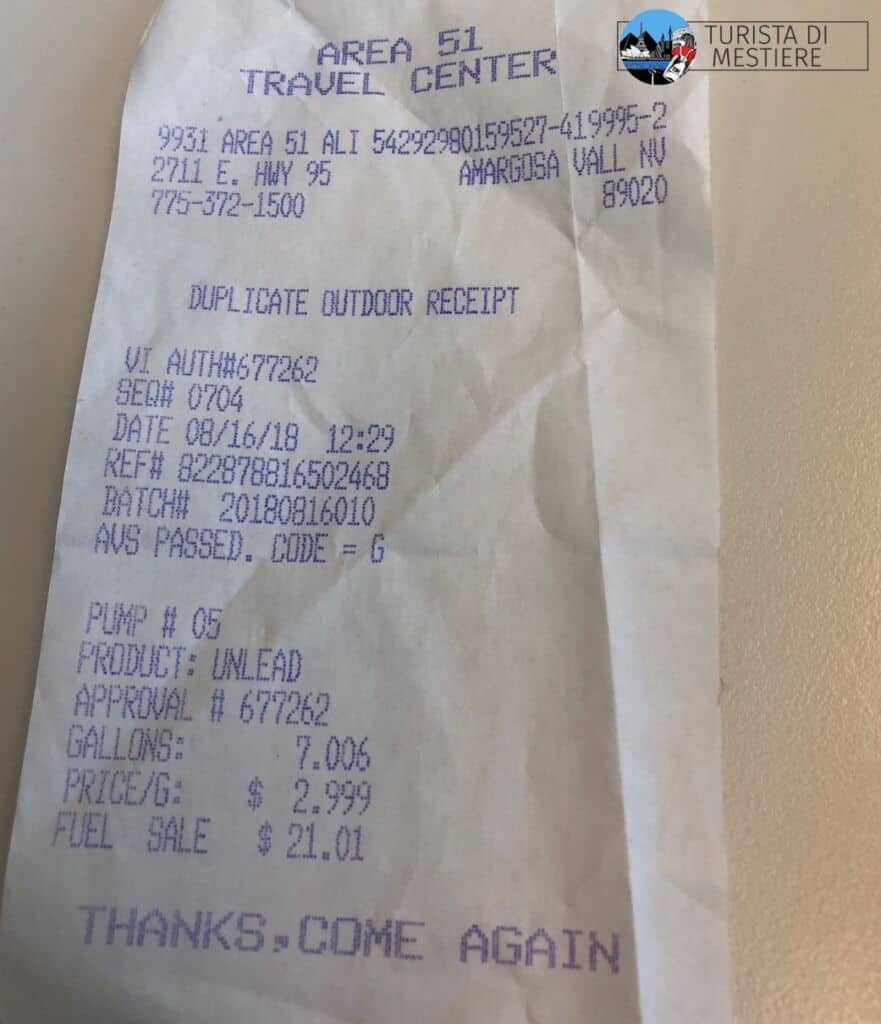 TURISTA DI
MESTIERE
AREA 51
TRAVEL CENTER
9931 AREA 51 ALI 54292980159527-419995-2
2711 E. HWY 95 AMARGOSA VALL NV
775-372-1500 89020
DUPLICATE OUTDOOR RECEIPT
VI AUTH#677262
SEQ# 0704
DATE 08/16/18 12:29
REF# 822878816502468
BATCH# 20180816010
AVS PASSED. CODE = G
PUMP # 05
PRODUCT: UNLEAD
APPROVAL # 677262
GALLONS: 7.006
PRICE/G: $ 2.999
FUEL SALE $ 21.01
THANKS,COME AGAIN